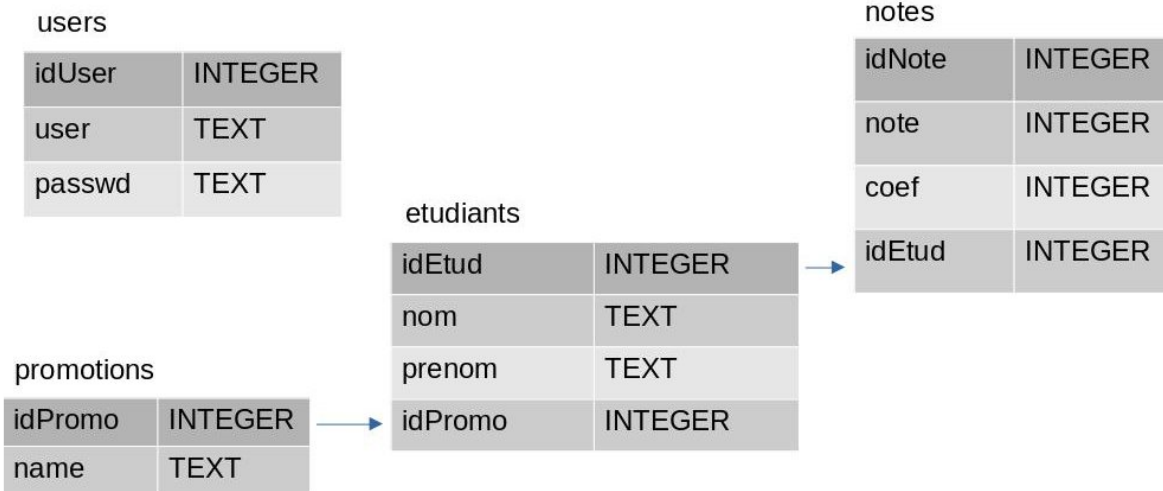 users
idUser INTEGER
user TEXT
passwd TEXT
notes
idNote INTEGER
note INTEGER
coef INTEGER
idEtud INTEGER
etudiants
idEtud INTEGER
nom TEXT
prenom TEXT
idPromo INTEGER
promotions
idPromo INTEGER
name TEXT